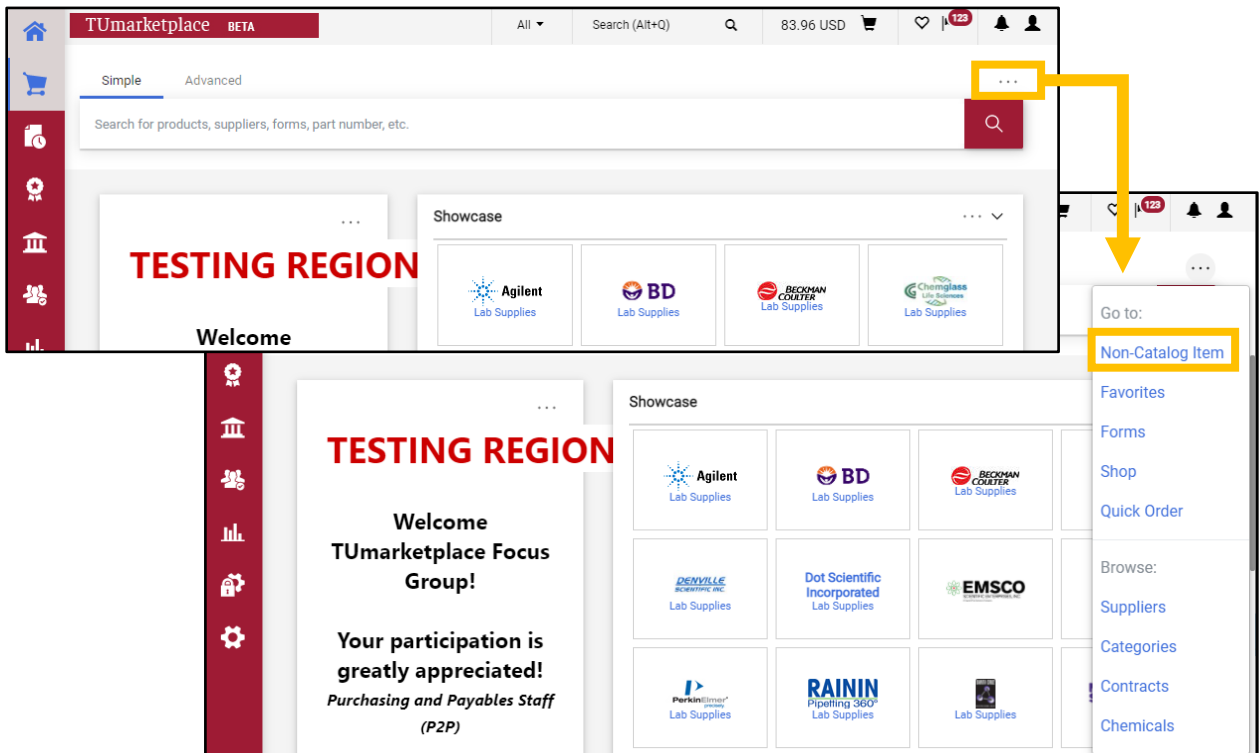 TUmarketplace BETA
All
Search (Alt+Q)
83.96 USD
123
Simple
Advanced
...
Search for products, suppliers, forms, part number, etc.
...
TESTING REGION
Welcome
Showcase
...
Agilent
Lab Supplies
BD
Lab Supplies
BECKMAN
COULTER
Lab Supplies
Chemglass
Life Sciences
Lab Supplies
123
...
Go to:
Non-Catalog Item
Favorites
Forms
Shop
Quick Order
Browse:
Suppliers
Categories
Contracts
Chemicals
...
TESTING REGION
Welcome
TUmarketplace Focus
Group!
Your participation is
greatly appreciated!
Purchasing and Payables Staff
(P2P)
Showcase
Agilent
Lab Supplies
BD
Lab Supplies
BECKMAN
COULTER
Lab Supplies
DENVILLE
SCIENTIFIC INC.
Lab Supplies
Dot Scientific
Incorporated
Lab Supplies
EMSCO
PerkinElmer
precisely
Lab Supplies
RAININ
Pipetting 360°
Lab Supplies
Lab Supplies